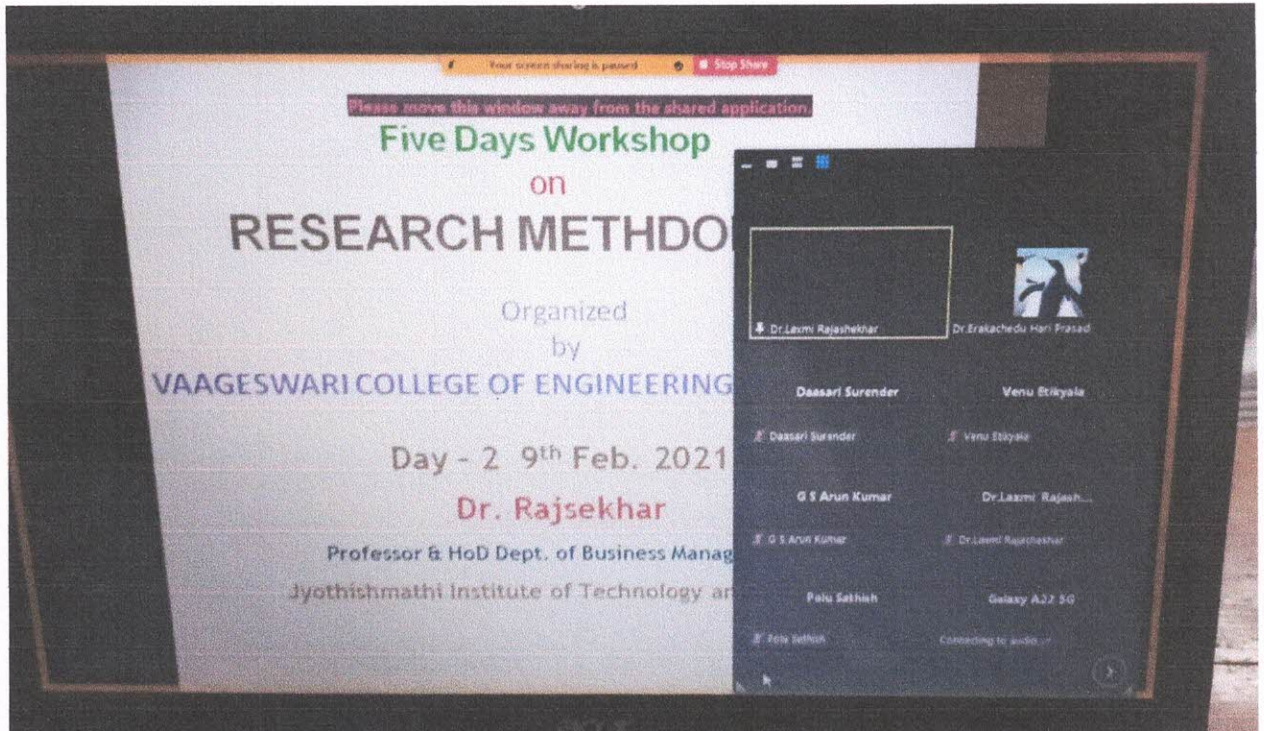 Your screen sharing is paused
Stop Share
Please move this window away from the shared application.
Five Days Workshop
on
RESEARCH METHDO
Organized
by
VAAGESWARI COLLEGE OF ENGINEERING
Day - 2 9th Feb. 2021
Dr. Rajsekhar
Professor & HoD Dept. of Business Manag
Jyothishmathi Institute of Technology an
Dr.Laxmi Rajashekhar
Dr.Erakachedu Hari Prasad
Daasari Surender
Venu Etikyala
Daasari Surender
Venu Etikyala
G S Arun Kumar
Dr.Laxmi Rajash...
G S Arun Kumar
Dr.Laxmi Rajashekhar
Polu Sathish
Galaxy A22 5G
Polu Sathish
Connecting to audio